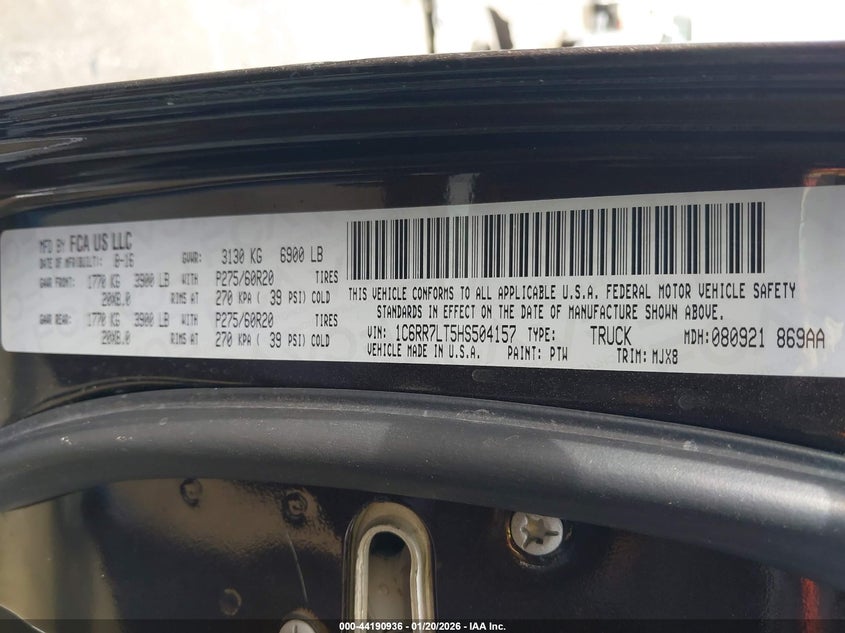 MFD BY FCA US LLC
DATE OF MFR(BUILT): 8-16 GVWR: 3130 KG 6900 LB
GAWR FRONT: 1770 KG 3900 LB WITH P275/60R20 TIRES
20X8.0 RIMS AT 270 KPA ( 39 PSI) COLD
GAWR REAR: 1770 KG 3900 LB WITH P275/60R20 TIRES
20X8.0 RIMS AT 270 KPA ( 39 PSI) COLD
THIS VEHICLE CONFORMS TO ALL APPLICABLE U.S.A. FEDERAL MOTOR VEHICLE SAFETY
STANDARDS IN EFFECT ON THE DATE OF MANUFACTURE SHOWN ABOVE.
VIN: 1C6RR7LT5HS504157 TYPE: TRUCK MDH:080921 869AA
VEHICLE MADE IN U.S.A. PAINT: PTW TRIM: MJX8
000-44190936 - 01/20/2026 - IAA Inc.